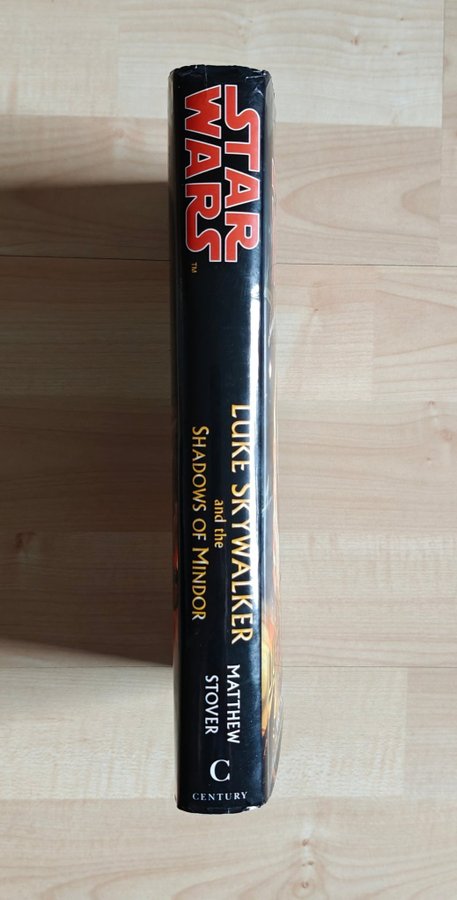 STAR
WARS
™
LUKE SKYWALKER
and the
SHADOWS OF MINDOR
MATTHEW
STOVER
C
CENTURY